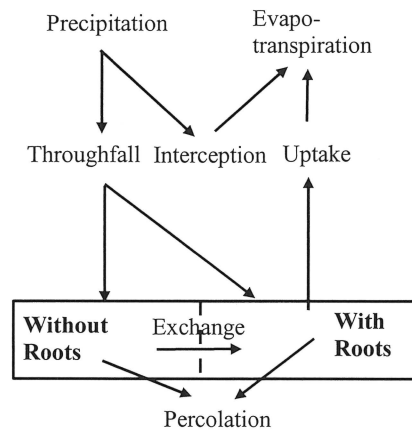 Precipitation
Evapo-
transpiration
Throughfall Interception Uptake
Without
Roots
Exchange
With
Roots
Percolation